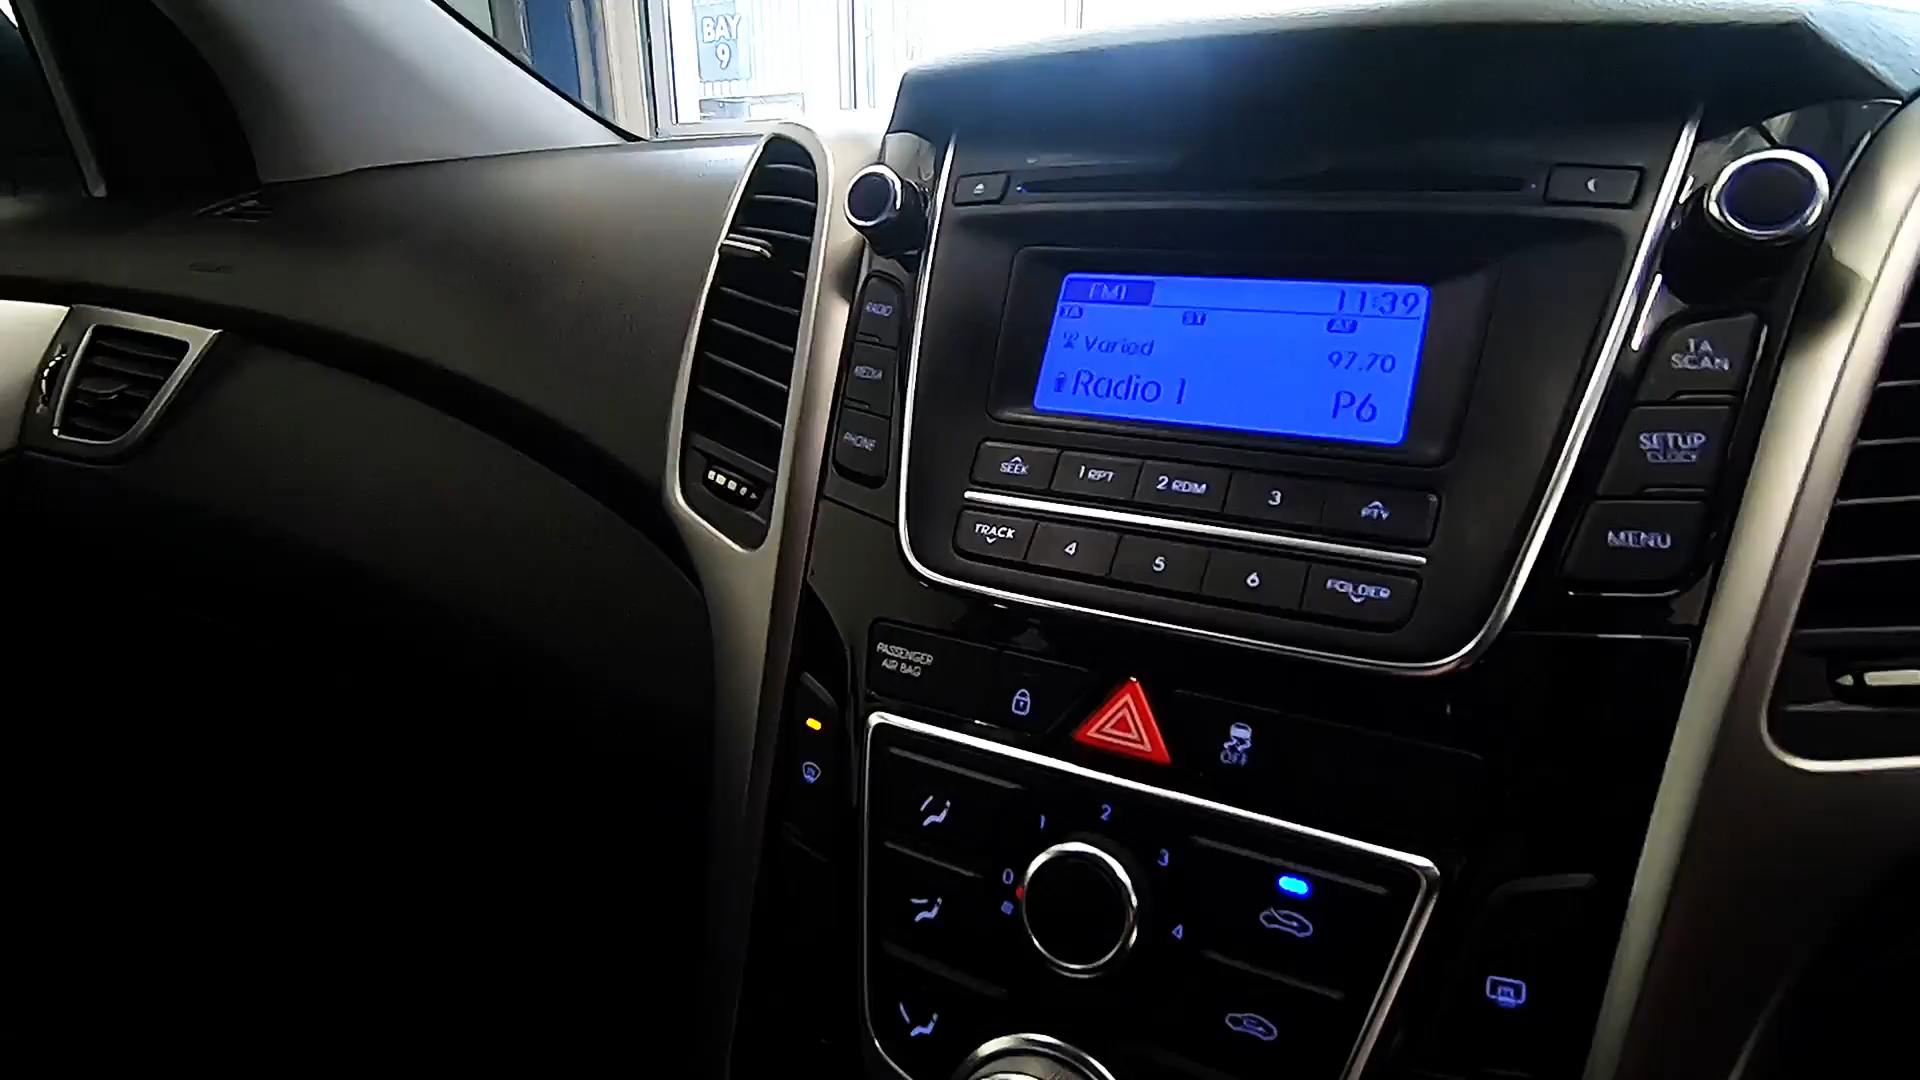 BAY
9
FM1 11:39
TA ST AF
Varied 97.70
Radio 1 P6
RADIO
MEDIA
PHONE
SEEK 1 RPT 2 RDM 3 PTY
TRACK 4 5 6 FOLDER
TA
SCAN
SETUP
CLOCK
MENU
PASSENGER
AIR BAG
OFF
0 1 2 3 4